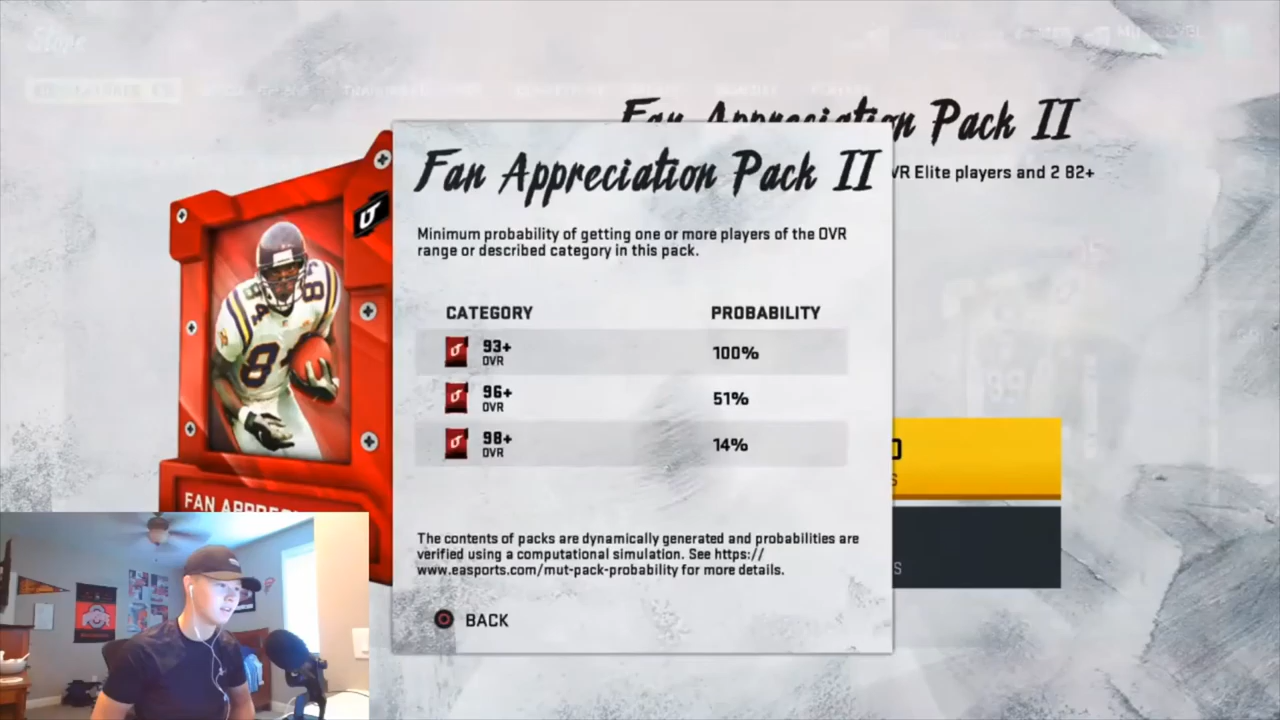 Store
Fan Appreciation Pack II
VR Elite players and 2 82+
Fan Appreciation Pack II
Minimum probability of getting one or more players of the OVR
range or described category in this pack.
CATEGORY PROBABILITY
93+ OVR 100%
96+ OVR 51%
98+ OVR 14%
The contents of packs are dynamically generated and probabilities are
verified using a computational simulation. See https://
www.easports.com/mut-pack-probability for more details.
BACK
84
FAN APPREC